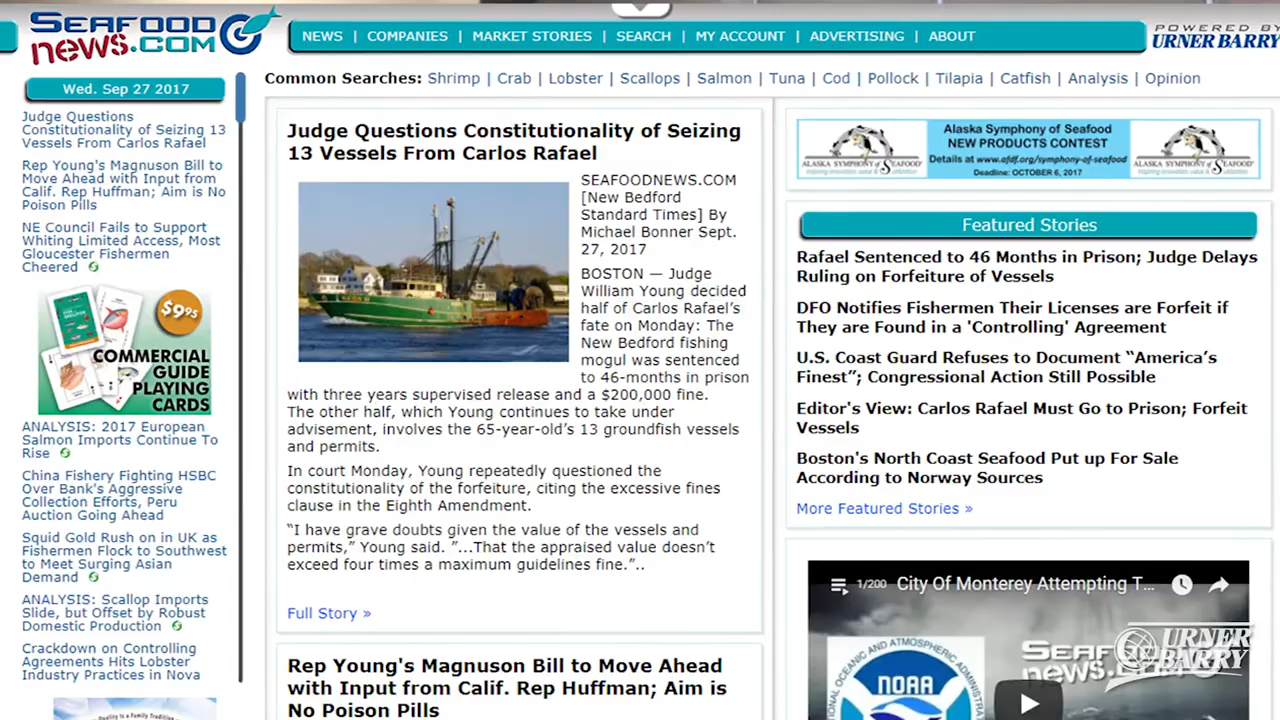 SEAFOOD
news.COM
NEWS | COMPANIES | MARKET STORIES | SEARCH | MY ACCOUNT | ADVERTISING | ABOUT
POWERED BY
URNER BARRY
Wed. Sep 27 2017
Judge Questions
Constitutionality of Seizing 13
Vessels From Carlos Rafael
Rep Young's Magnuson Bill to
Move Ahead with Input from
Calif. Rep Huffman; Aim is No
Poison Pills
NE Council Fails to Support
Whiting Limited Access, Most
Gloucester Fishermen
Cheered
$9.95
COMMERCIAL
GUIDE
PLAYING
CARDS
ANALYSIS: 2017 European
Salmon Imports Continue To
Rise
China Fishery Fighting HSBC
Over Bank's Aggressive
Collection Efforts, Peru
Auction Going Ahead
Squid Gold Rush on in UK as
Fishermen Flock to Southwest
to Meet Surging Asian
Demand
ANALYSIS: Scallop Imports
Slide, but Offset by Robust
Domestic Production
Crackdown on Controlling
Agreements Hits Lobster
Industry Practices in Nova
Quality is a Family Tradition
Common Searches: Shrimp | Crab | Lobster | Scallops | Salmon | Tuna | Cod | Pollock | Tilapia | Catfish | Analysis | Opinion
Judge Questions Constitutionality of Seizing
13 Vessels From Carlos Rafael
SEAFOODNEWS.COM
[New Bedford
Standard Times] By
Michael Bonner Sept.
27, 2017
BOSTON — Judge
William Young decided
half of Carlos Rafael’s
fate on Monday: The
New Bedford fishing
mogul was sentenced
to 46-months in prison
with three years supervised release and a $200,000 fine.
The other half, which Young continues to take under
advisement, involves the 65-year-old’s 13 groundfish vessels
and permits.
In court Monday, Young repeatedly questioned the
constitutionality of the forfeiture, citing the excessive fines
clause in the Eighth Amendment.
“I have grave doubts given the value of the vessels and
permits,” Young said. ”...That the appraised value doesn’t
exceed four times a maximum guidelines fine.”..
Full Story »
Rep Young's Magnuson Bill to Move Ahead
with Input from Calif. Rep Huffman; Aim is
No Poison Pills
ALASKA SYMPHONY of SEAFOOD
Alaska Symphony of Seafood
NEW PRODUCTS CONTEST
Details at www.afdf.org/symphony-of-seafood
Deadline: OCTOBER 6, 2017
ALASKA SYMPHONY of SEAFOOD
Featured Stories
Rafael Sentenced to 46 Months in Prison; Judge Delays
Ruling on Forfeiture of Vessels
DFO Notifies Fishermen Their Licenses are Forfeit if
They are Found in a 'Controlling' Agreement
U.S. Coast Guard Refuses to Document “America’s
Finest”; Congressional Action Still Possible
Editor's View: Carlos Rafael Must Go to Prison; Forfeit
Vessels
Boston's North Coast Seafood Put up For Sale
According to Norway Sources
More Featured Stories »
1/200 City Of Monterey Attempting T...
NOAA
SEAFOOD
news.COM
URNER
BARRY